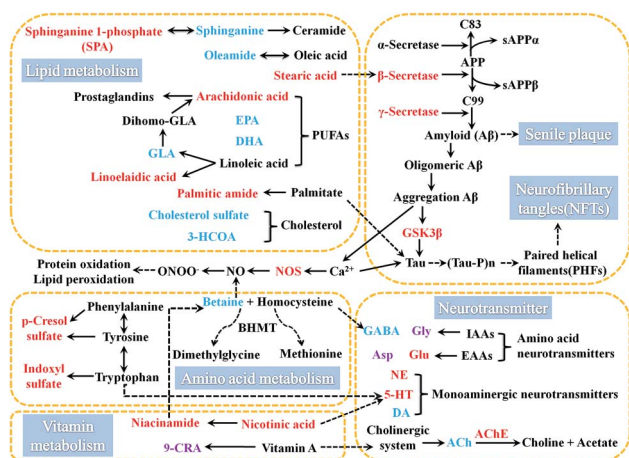 Sphinganine 1-phosphate
(SPA)
Sphinganine
Ceramide
Oleamide
Oleic acid
Lipid metabolism
Stearic acid
Prostaglandins
Arachidonic acid
Dihomo-GLA
EPA
DHA
PUFAs
GLA
Linoleic acid
Linoelaidic acid
Palmitic amide
Palmitate
Cholesterol sulfate
3-HCOA
Cholesterol
C83
α-Secretase
sAPPα
APP
β-Secretase
sAPPβ
C99
γ-Secretase
Amyloid (Aβ)
Senile plaque
Oligomeric Aβ
Aggregation Aβ
Neurofibrillary
tangles(NFTs)
GSK3β
Tau
(Tau-P)n
Paired helical
filaments(PHFs)
Protein oxidation
Lipid peroxidation
ONOO-
NO
NOS
Ca2+
Phenylalanine
p-Cresol
sulfate
Tyrosine
Indoxyl
sulfate
Tryptophan
Betaine + Homocysteine
BHMT
Dimethylglycine
Methionine
Amino acid metabolism
Neurotransmitter
GABA
Gly
IAAs
Asp
Glu
EAAs
Amino acid
neurotransmitters
NE
5-HT
DA
Monoaminergic neurotransmitters
Cholinergic
system
ACh
AChE
Choline + Acetate
Vitamin
metabolism
Niacinamide
Nicotinic acid
9-CRA
Vitamin A